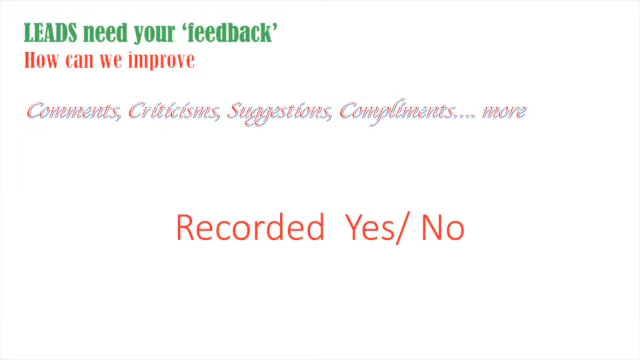 LEADS need your ‘feedback’
How can we improve
Comments, Criticisms, Suggestions, Compliments.... more
Recorded Yes/ No